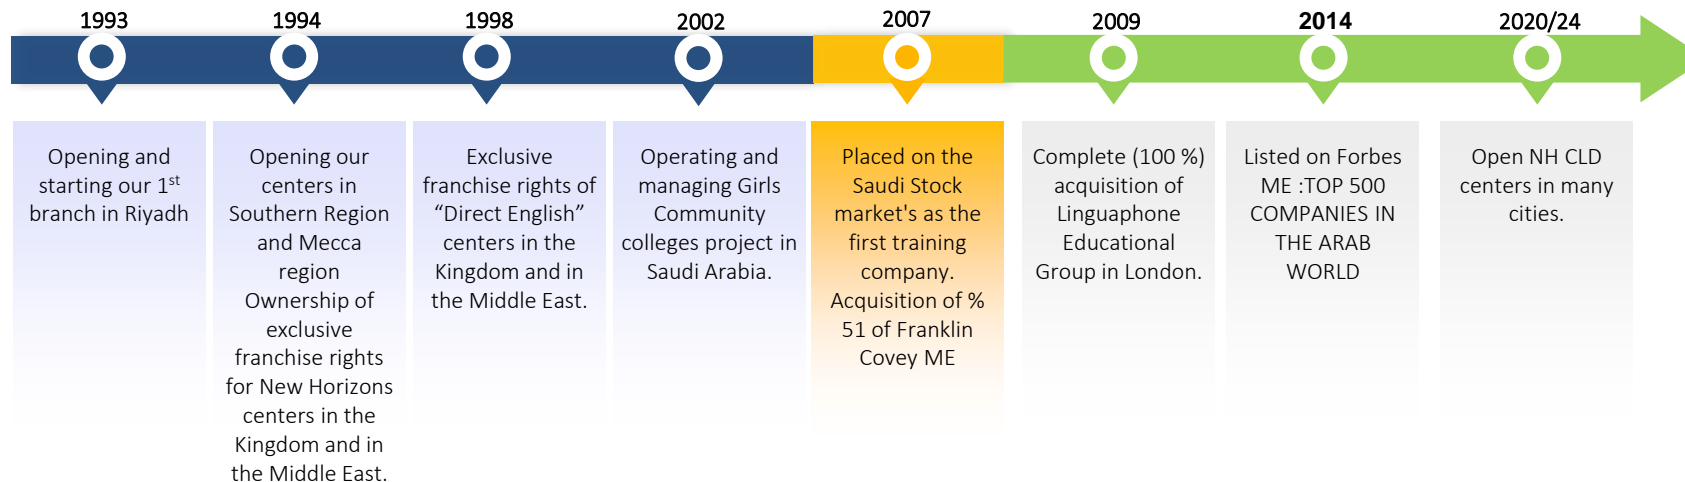 1993
1994
1998
2002
2007
2009
2014
2020/24
Opening and
starting our 1st
branch in Riyadh
Opening our
centers in
Southern Region
and Mecca
region
Ownership of
exclusive
franchise rights
for New Horizons
centers in the
Kingdom and in
the Middle East.
Exclusive
franchise rights of
“Direct English”
centers in the
Kingdom and in
the Middle East.
Operating and
managing Girls
Community
colleges project in
Saudi Arabia.
Placed on the
Saudi Stock
market's as the
first training
company.
Acquisition of %
51 of Franklin
Covey ME
Complete (100 %)
acquisition of
Linguaphone
Educational
Group in London.
Listed on Forbes
ME :TOP 500
COMPANIES IN
THE ARAB
WORLD
Open NH CLD
centers in many
cities.